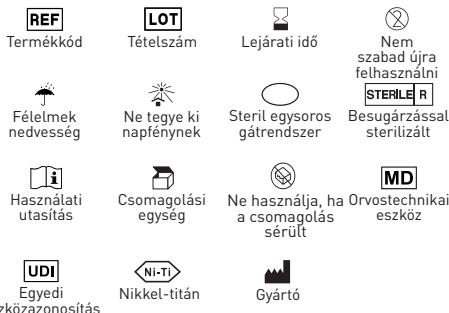 REF
LOT
Termékkód
Tételszám
Lejárati idő
Nem
szabad újra
felhasználni
STERILE R
Félelmek
nedvesség
Ne tegye ki
napfénynek
Steril egysoros
gátrendszer
Besugárzással
sterilizált
i
MD
Használati
utasítás
Csomagolási
egység
Ne használja, ha
a csomagolás
sérült
Orvostechnikai
eszköz
UDI
Ni-Ti
Egyedi
zközazonosítás
Nikkel-titán
Gyártó